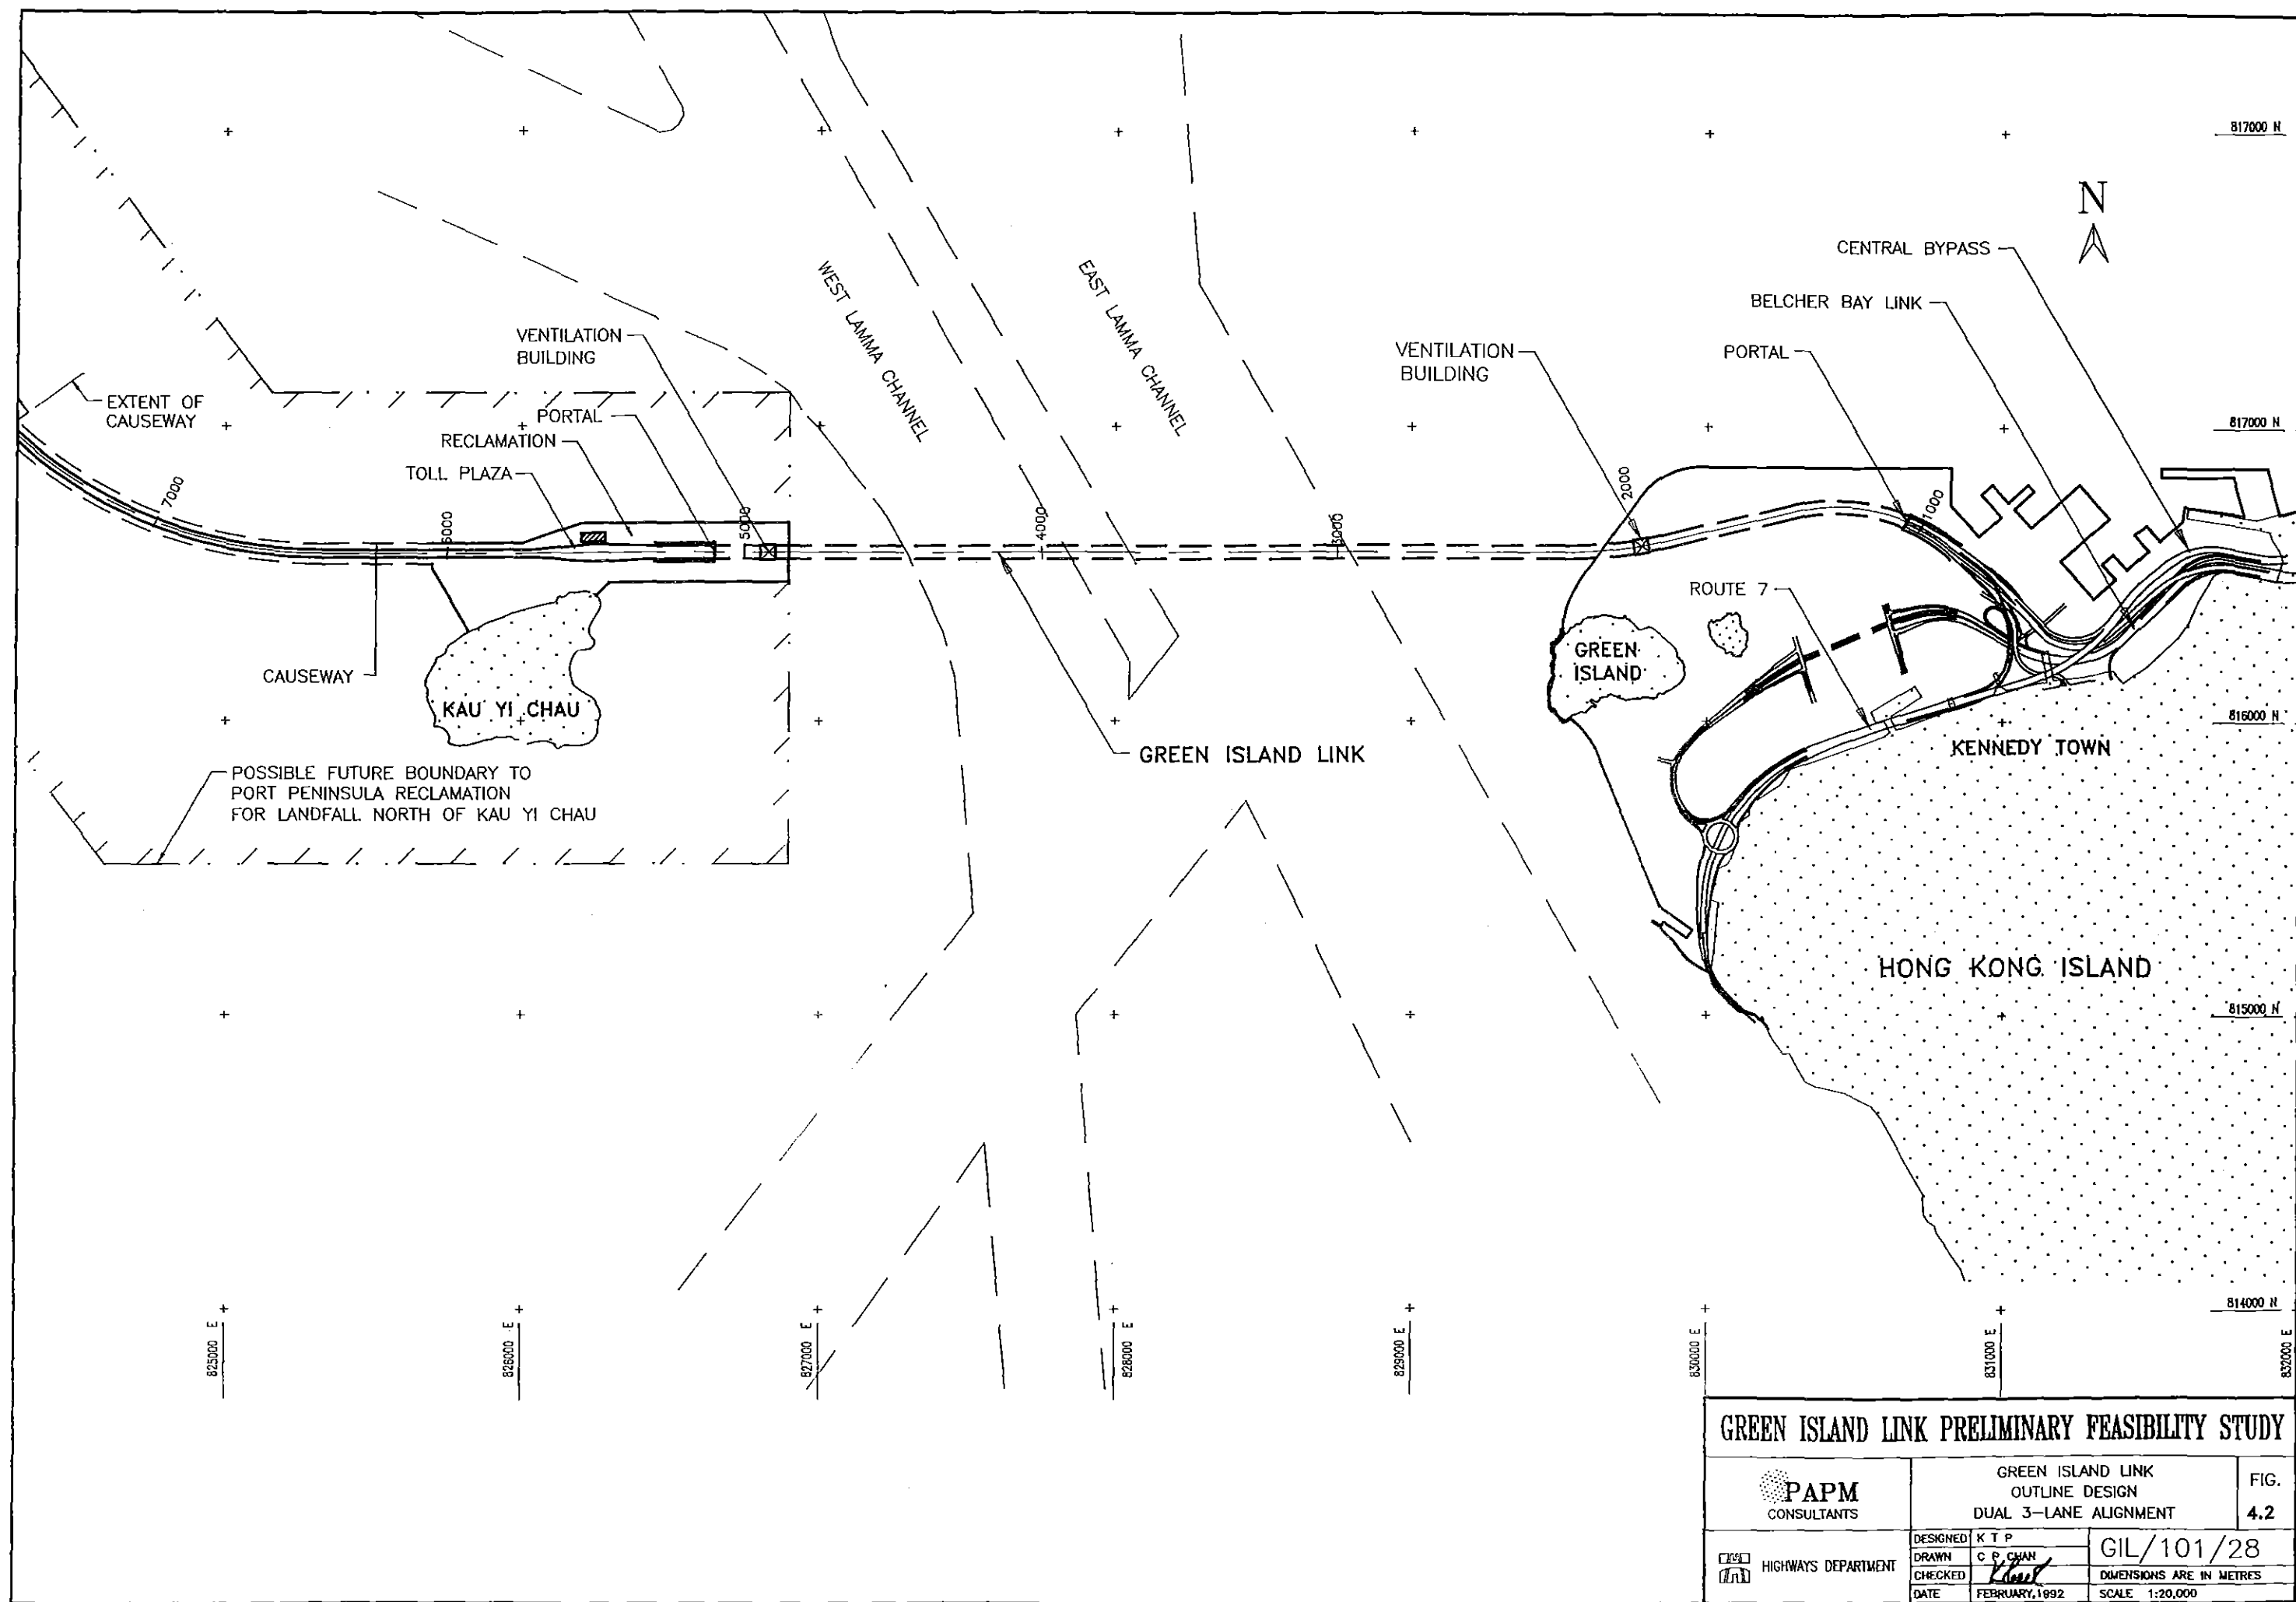 817000 N
N
CENTRAL BYPASS
BELCHER BAY LINK
PORTAL
VENTILATION
BUILDING
WEST LAMMA CHANNEL
EAST LAMMA CHANNEL
VENTILATION
BUILDING
EXTENT OF
CAUSEWAY
PORTAL
RECLAMATION
TOLL PLAZA
817000 N
7000
6000
5000
4000
3000
2000
1000
ROUTE 7
GREEN
ISLAND
CAUSEWAY
KAU YI CHAU
816000 N
KENNEDY TOWN
GREEN ISLAND LINK
POSSIBLE FUTURE BOUNDARY TO
PORT PENINSULA RECLAMATION
FOR LANDFALL NORTH OF KAU YI CHAU
HONG KONG ISLAND
815000 N
814000 N
825000 E
826000 E
827000 E
828000 E
829000 E
830000 E
831000 E
832000 E
GREEN ISLAND LINK PRELIMINARY FEASIBILITY STUDY
PAPM
CONSULTANTS
GREEN ISLAND LINK
OUTLINE DESIGN
DUAL 3-LANE ALIGNMENT
FIG.
4.2
HIGHWAYS DEPARTMENT
DESIGNED K T P
DRAWN C P CHAN
CHECKED
DATE FEBRUARY,1992
GIL/101/28
DIMENSIONS ARE IN METRES
SCALE 1:20,000